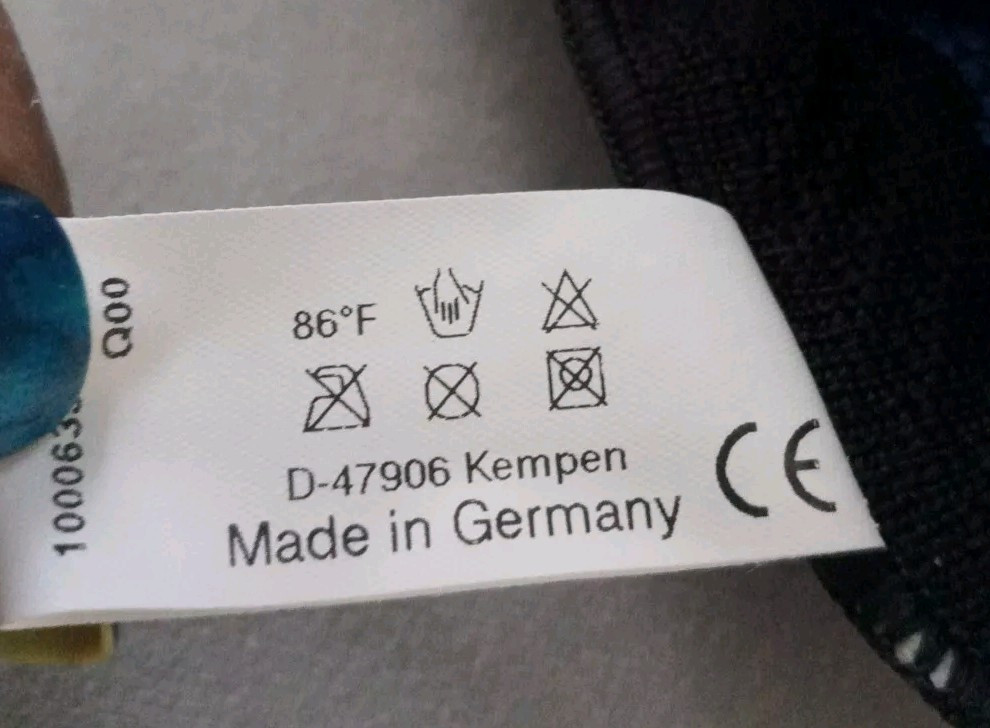 86°F
D-47906 Kempen
Made in Germany
CE
Q00